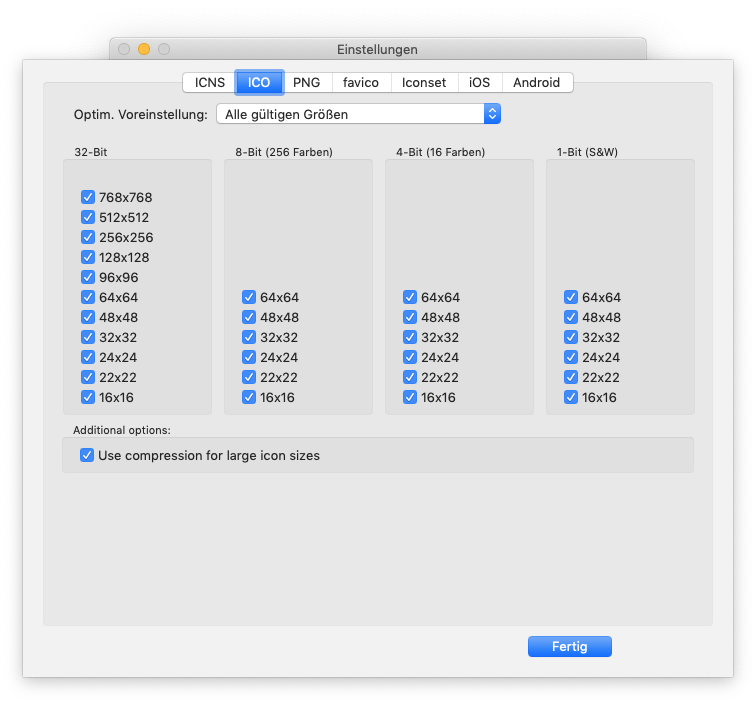 Einstellungen
ICNS ICO PNG favico Iconset iOS Android
Optim. Voreinstellung: Alle gültigen Größen
32-Bit 8-Bit (256 Farben) 4-Bit (16 Farben) 1-Bit (S&W)
768x768
512x512
256x256
128x128
96x96
64x64 64x64 64x64 64x64
48x48 48x48 48x48 48x48
32x32 32x32 32x32 32x32
24x24 24x24 24x24 24x24
22x22 22x22 22x22 22x22
16x16 16x16 16x16 16x16
Additional options:
Use compression for large icon sizes
Fertig